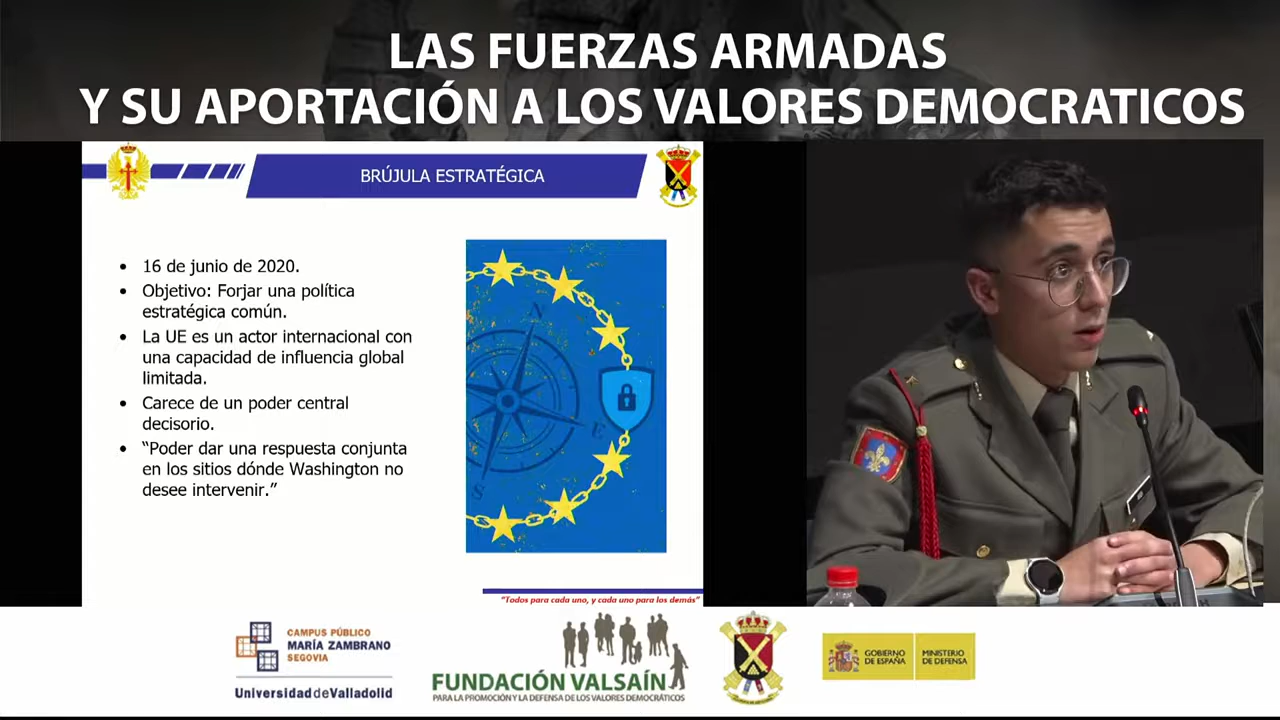 LAS FUERZAS ARMADAS
Y SU APORTACIÓN A LOS VALORES DEMOCRATICOS
BRÚJULA ESTRATÉGICA
• 16 de junio de 2020.
• Objetivo: Forjar una política
estratégica común.
• La UE es un actor internacional con
una capacidad de influencia global
limitada.
• Carece de un poder central
decisorio.
• “Poder dar una respuesta conjunta
en los sitios dónde Washington no
desee intervenir.”
N
E
S
"Todos para cada uno, y cada uno para los demás"
CAMPUS PÚBLICO
MARÍA ZAMBRANO
SEGOVIA
UniversidaddeValladolid
FUNDACIÓN VALSAÍN
PARA LA PROMOCIÓN Y LA DEFENSA DE LOS VALORES DEMOCRÁTICOS
GOBIERNO
DE ESPAÑA
MINISTERIO
DE DEFENSA